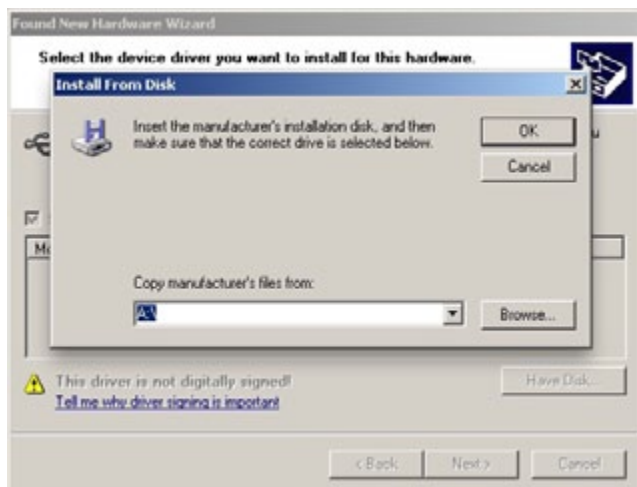 Found New Hardware Wizard
Select the device driver you want to install for this hardware.
Install From Disk
Insert the manufacturer's installation disk, and then
make sure that the correct drive is selected below.
OK
Cancel
Copy manufacturer's files from:
A:\
Browse...
This driver is not digitally signed!
Tell me why driver signing is important
Have Disk...
< Back
Next >
Cancel